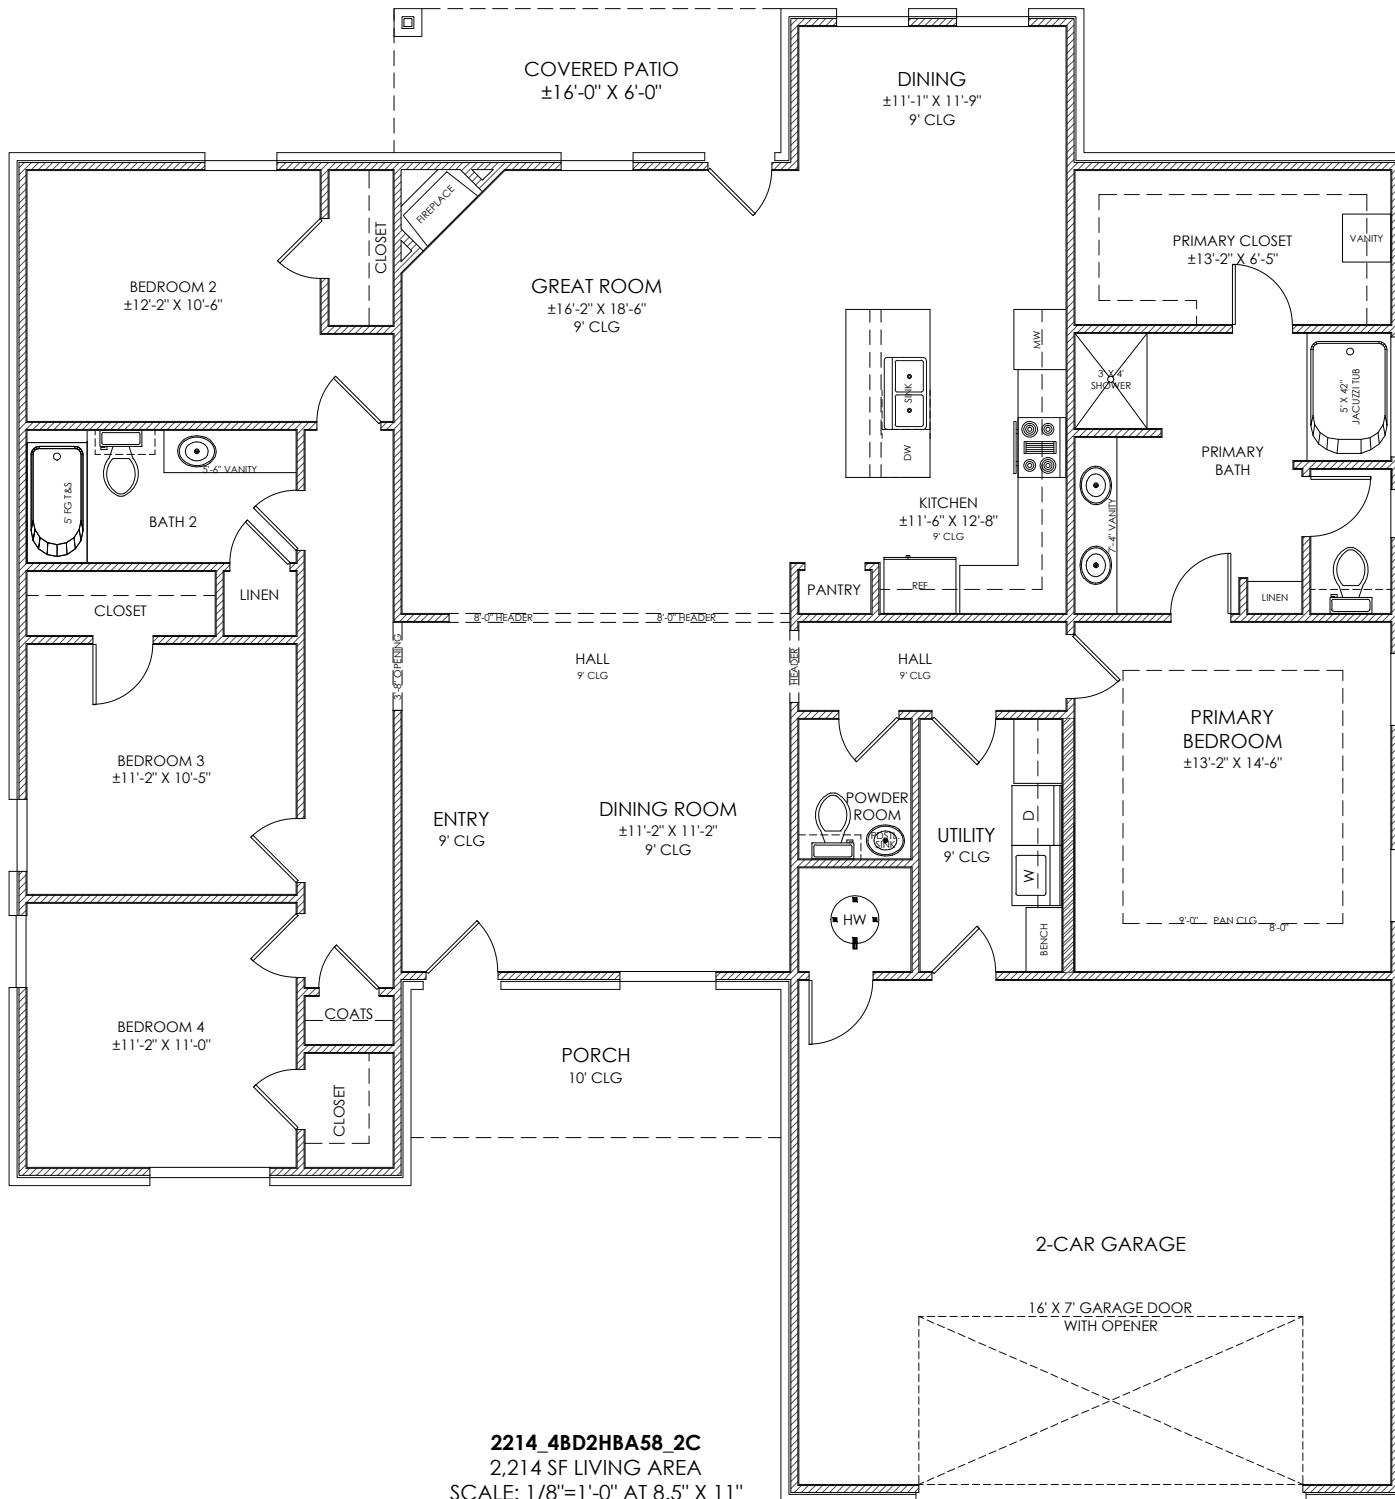 COVERED PATIO
±16'-0" X 6'-0"
DINING
±11'-1" X 11'-9"
9' CLG
FIREPLACE
CLOSET
BEDROOM 2
±12'-2" X 10'-6"
GREAT ROOM
±16'-2" X 18'-6"
9' CLG
PRIMARY CLOSET
±13'-2" X 6'-5"
VANITY
MW
SINK
DW
3' X 4'
SHOWER
5' X 42"
JACUZZI TUB
PRIMARY
BATH
5'-6" VANITY
5' FG T&S
BATH 2
KITCHEN
±11'-6" X 12'-8"
9' CLG
7'-4" VANITY
CLOSET
LINEN
PANTRY
REF
LINEN
8'-0" HEADER
8'-0" HEADER
3'-8" OPENING
HALL
9' CLG
HEADER
HALL
9' CLG
PRIMARY
BEDROOM
±13'-2" X 14'-6"
BEDROOM 3
±11'-2" X 10'-5"
ENTRY
9' CLG
DINING ROOM
±11'-2" X 11'-2"
9' CLG
POWDER
ROOM
SINK
UTILITY
9' CLG
D
W
HW
BENCH
9'-0" PAN CLG 8'-0"
BEDROOM 4
±11'-2" X 11'-0"
COATS
CLOSET
PORCH
10' CLG
2-CAR GARAGE
16' X 7' GARAGE DOOR
WITH OPENER
2214_4BD2HBA58_2C
2,214 SF LIVING AREA
SCALE: 1/8"=1'-0" AT 8.5" X 11"